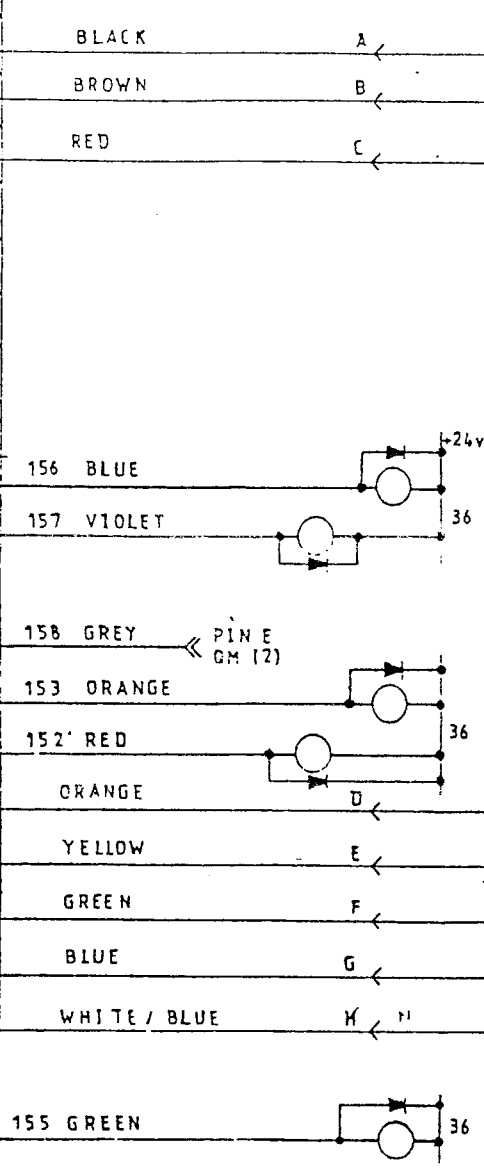 BLACK A
BROWN B
RED C
+24v
156 BLUE
157 VIOLET 36
158 GREY PIN E
GM (2)
153 ORANGE
152 RED 36
ORANGE D
YELLOW E
GREEN F
BLUE G
WHITE / BLUE H
155 GREEN 36